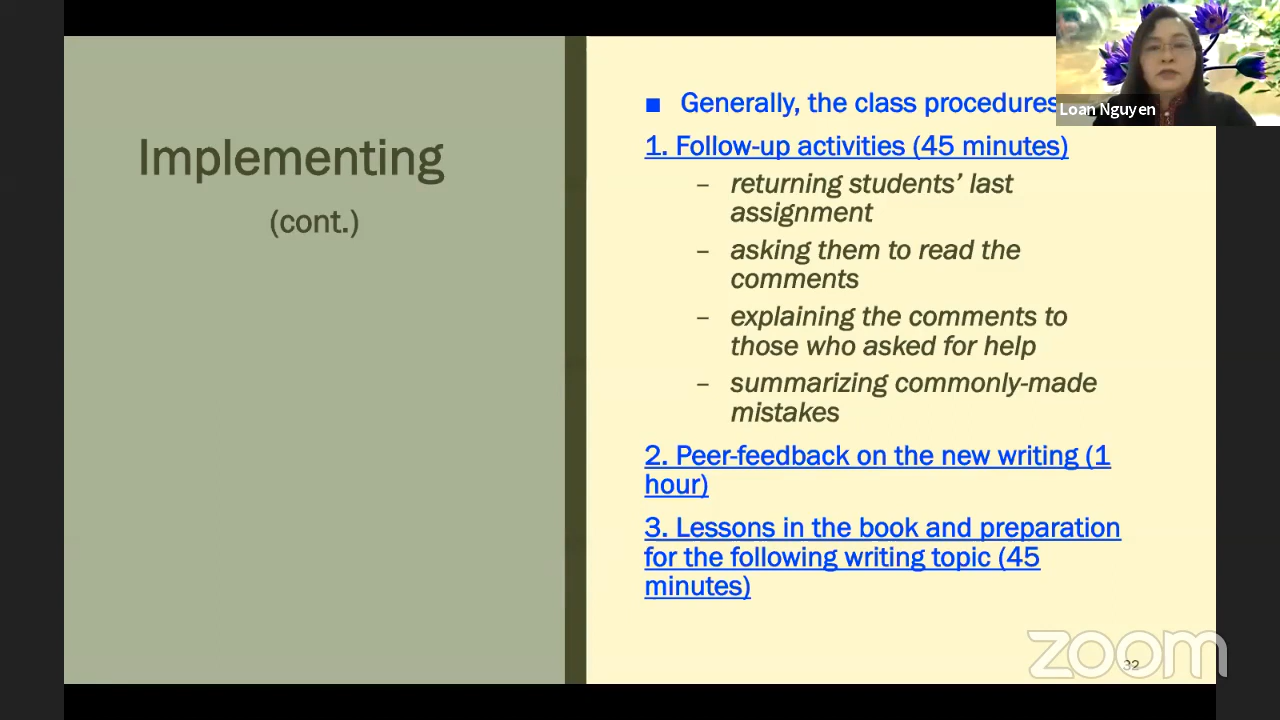 Implementing
(cont.)
■ Generally, the class procedures
1. Follow-up activities (45 minutes)
– returning students’ last
assignment
– asking them to read the
comments
– explaining the comments to
those who asked for help
– summarizing commonly-made
mistakes
2. Peer-feedback on the new writing (1
hour)
3. Lessons in the book and preparation
for the following writing topic (45
minutes)
Loan Nguyen
32
zoom